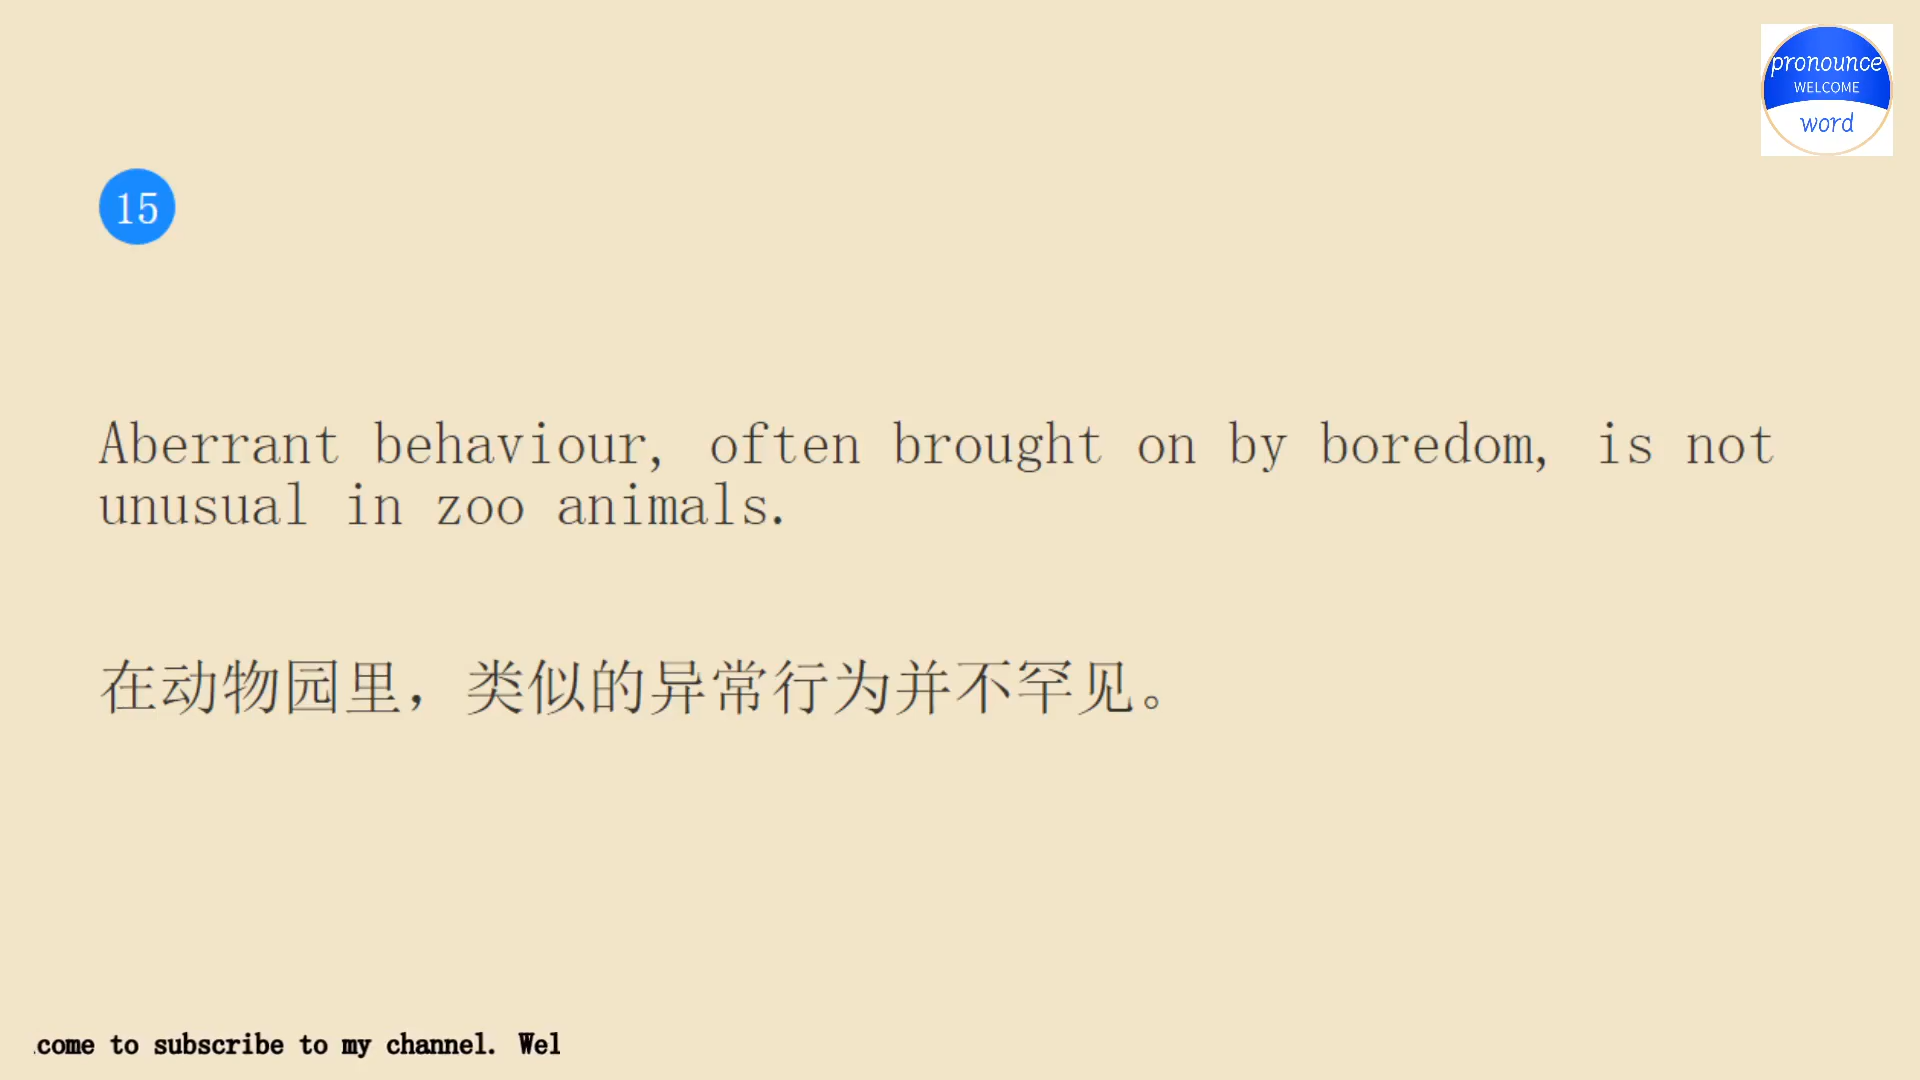 pronounce
WELCOME
word
15
Aberrant behaviour, often brought on by boredom, is not
unusual in zoo animals.
在动物园里，类似的异常行为并不罕见。
come to subscribe to my channel. Wel